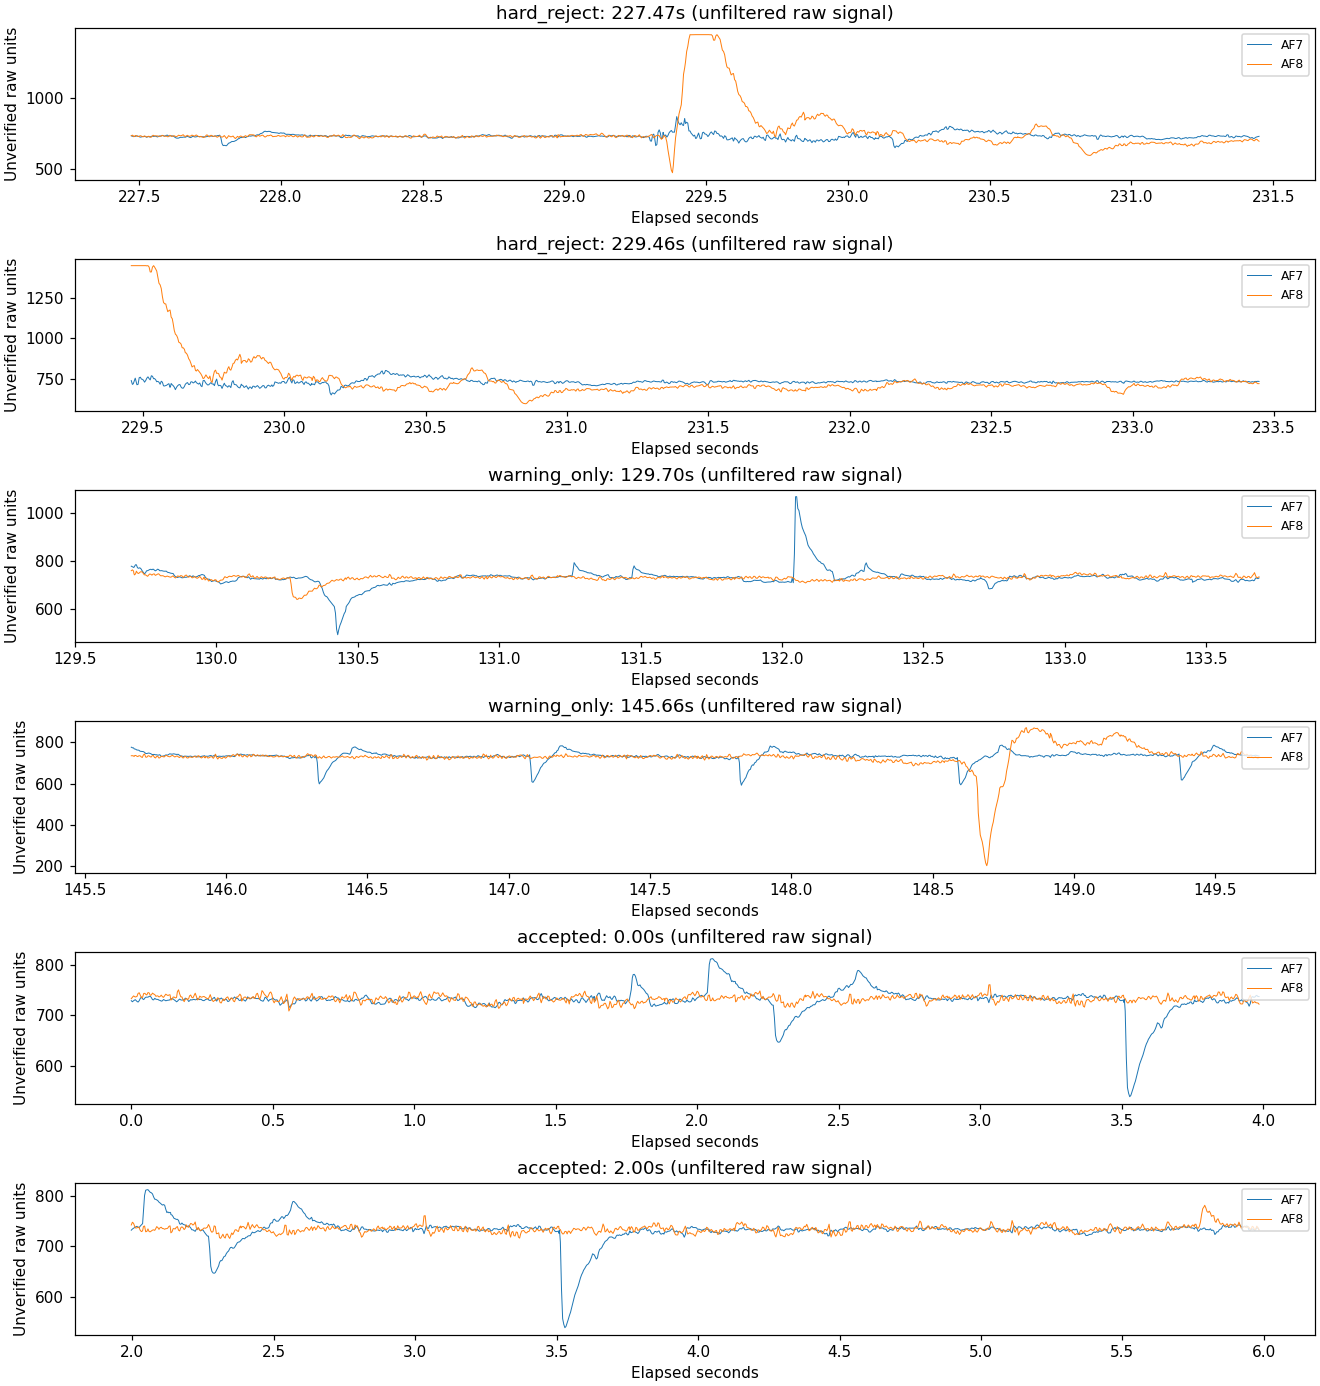 hard_reject: 227.47s (unfiltered raw signal)
Unverified raw units
1000
500
AF7
AF8
227.5 228.0 228.5 229.0 229.5 230.0 230.5 231.0 231.5
Elapsed seconds
hard_reject: 229.46s (unfiltered raw signal)
Unverified raw units
1250
1000
750
AF7
AF8
229.5 230.0 230.5 231.0 231.5 232.0 232.5 233.0 233.5
Elapsed seconds
warning_only: 129.70s (unfiltered raw signal)
Unverified raw units
1000
800
600
AF7
AF8
129.5 130.0 130.5 131.0 131.5 132.0 132.5 133.0 133.5
Elapsed seconds
warning_only: 145.66s (unfiltered raw signal)
Unverified raw units
800
600
400
200
AF7
AF8
145.5 146.0 146.5 147.0 147.5 148.0 148.5 149.0 149.5
Elapsed seconds
accepted: 0.00s (unfiltered raw signal)
Unverified raw units
800
700
600
AF7
AF8
0.0 0.5 1.0 1.5 2.0 2.5 3.0 3.5 4.0
Elapsed seconds
accepted: 2.00s (unfiltered raw signal)
Unverified raw units
800
700
600
AF7
AF8
2.0 2.5 3.0 3.5 4.0 4.5 5.0 5.5 6.0
Elapsed seconds